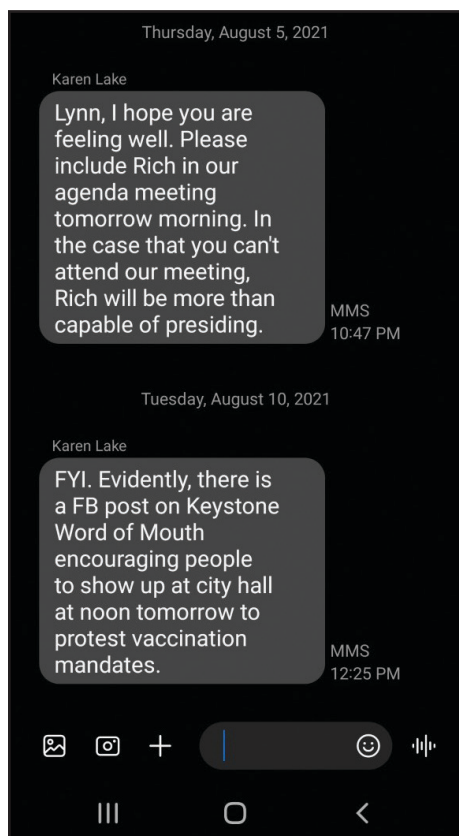 Thursday, August 5, 2021
Karen Lake
Lynn, I hope you are
feeling well. Please
include Rich in our
agenda meeting
tomorrow morning. In
the case that you can't
attend our meeting,
Rich will be more than
capable of presiding.
MMS
10:47 PM
Tuesday, August 10, 2021
Karen Lake
FYI. Evidently, there is
a FB post on Keystone
Word of Mouth
encouraging people
to show up at city hall
at noon tomorrow to
protest vaccination
mandates.
MMS
12:25 PM